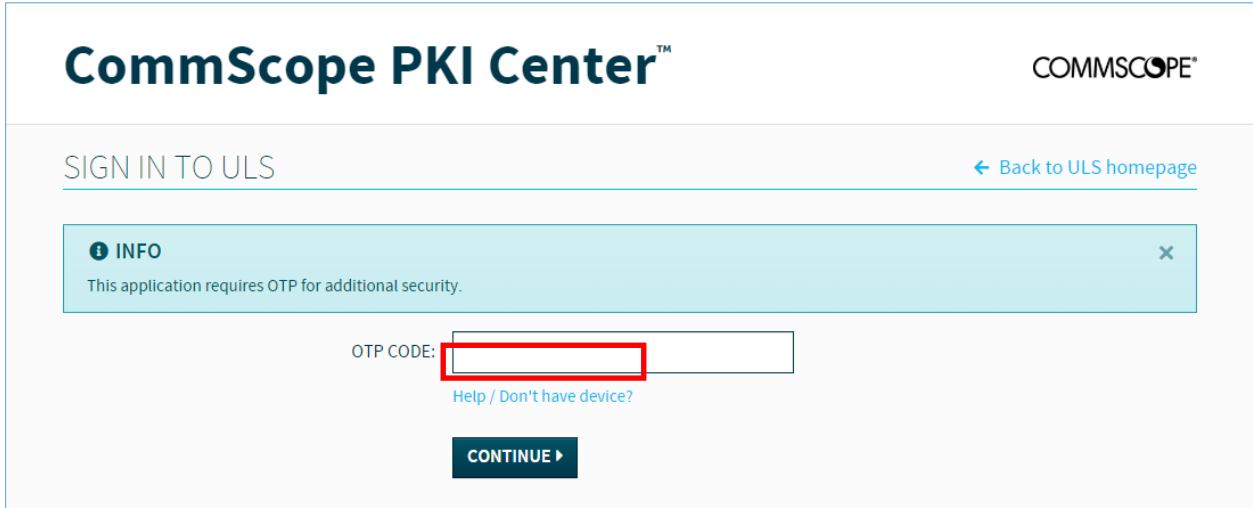 CommScope PKI Center™
COMMSCOPE®
SIGN IN TO ULS
← Back to ULS homepage
INFO
This application requires OTP for additional security.
OTP CODE:
Help / Don't have device?
CONTINUE